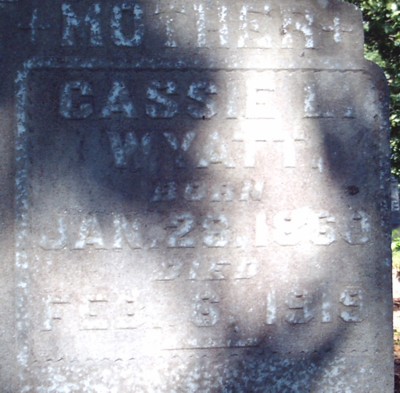 + MOTHER +
CASSIE L.
WYATT,
BORN
JAN. 28, 1860
DIED
FEB. 6, 1919